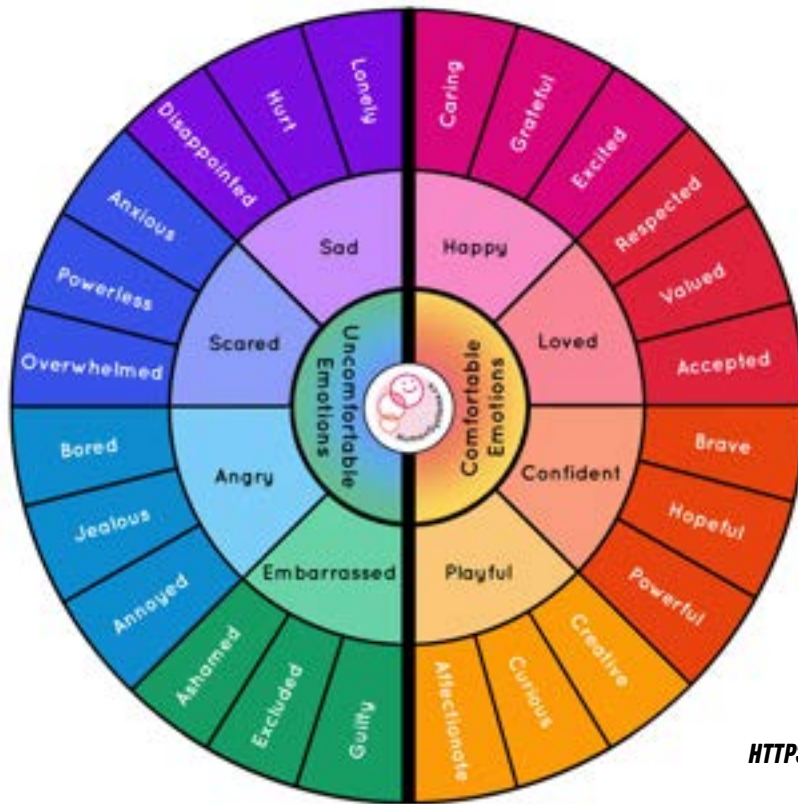 Lonely
Hurt
Disappointed
Anxious
Powerless
Overwhelmed
Bored
Jealous
Annoyed
Ashamed
Excluded
Guilty
Sad
Scared
Angry
Embarrassed
Uncomfortable
Emotions
Comfortable
Emotions
Happy
Loved
Confident
Playful
Caring
Grateful
Excited
Respected
Valued
Accepted
Brave
Hopeful
Powerful
Creative
Curious
Affectionate
HTTPS